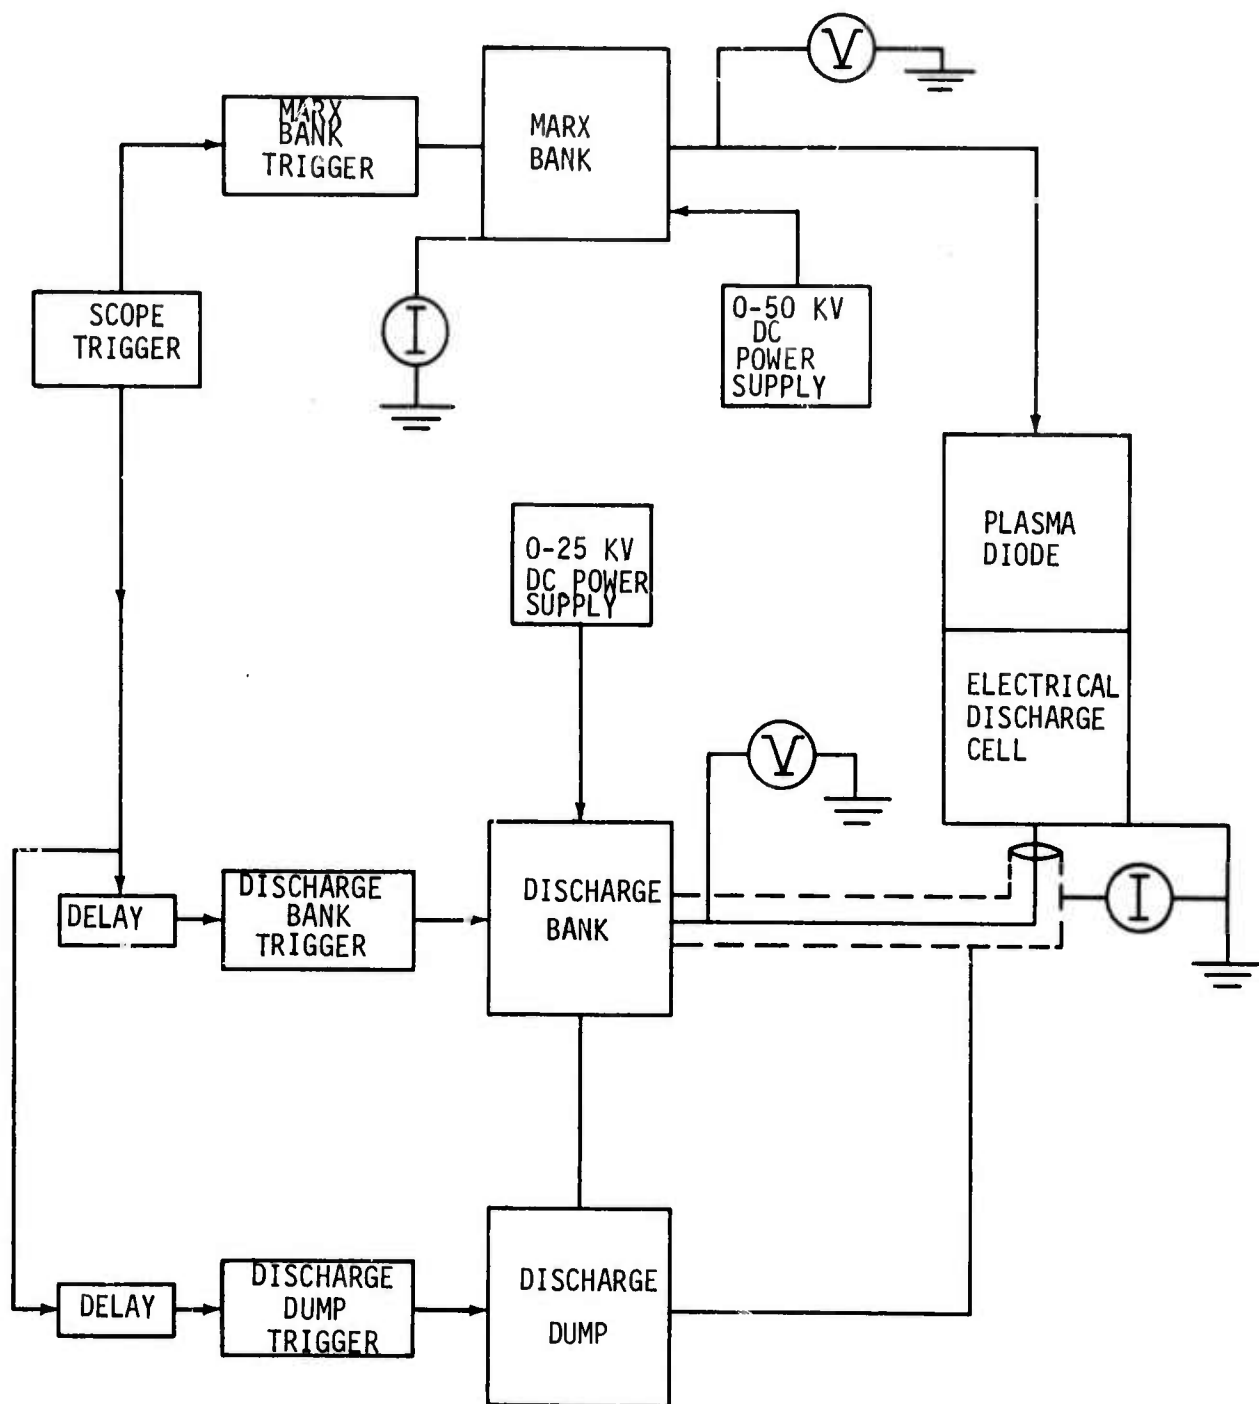 V
MARX
BANK
TRIGGER
MARX
BANK
SCOPE
TRIGGER
I
0-50 KV
DC
POWER
SUPPLY
PLASMA
DIODE
0-25 KV
DC POWER
SUPPLY
ELECTRICAL
DISCHARGE
CELL
V
DELAY
DISCHARGE
BANK
TRIGGER
DISCHARGE
BANK
I
DELAY
DISCHARGE
DUMP
TRIGGER
DISCHARGE
DUMP